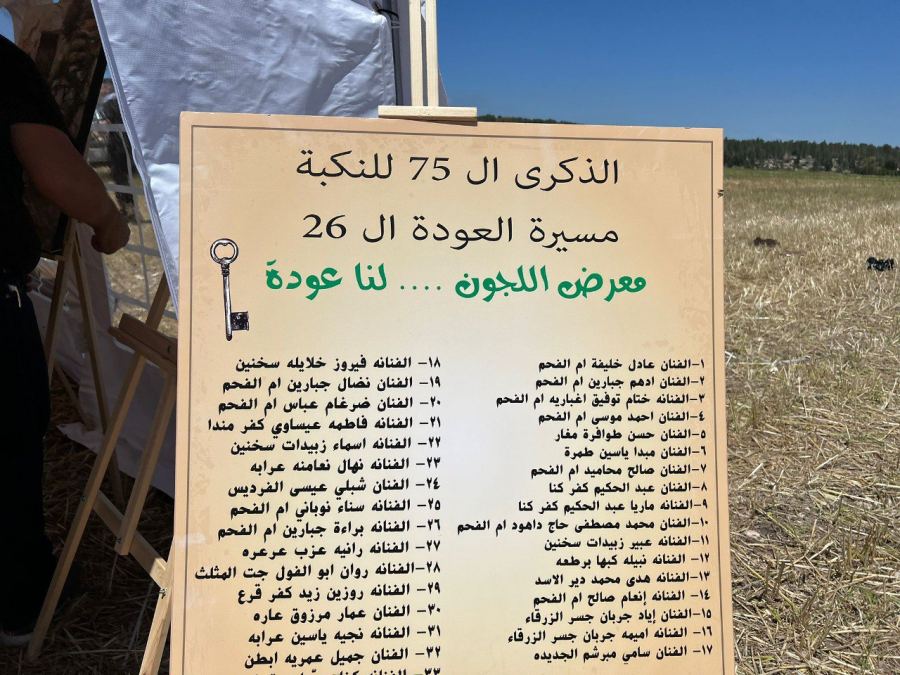 الذكرى ال 75 للنكبة
مسيرة العودة ال 26
معرض اللجون .... لنا عودة
١- الفنان عادل خليفة ام الفحم
٢- الفنان ادهم جبارين ام الفحم
٣- الفنانه ختام توفيق اغباريه ام الفحم
٤- الفنان احمد موسى ام الفحم
٥- الفنان حسن طوافرة مغار
٦- الفنان ميدا ياسين طمرة
٧- الفنان صالح محاميد ام الفحم
٨- الفنان عبد الحكيم كفر كنا
٩- الفنانه ماريا عبد الحكيم كفر كنا
١٠- الفنان محمد مصطفى حاج داهود ام الفحم
١١- الفنان عبير زبيدات سخنين
١٢- الفنانه نبيله كبها برطعه
١٣- الفنانه هدى محمد دير الاسد
١٤- الفنانه إنعام صالح ام الفحم
١٥- الفنان إياد جربان جسر الزرقاء
١٦- الفنانه اميمه جربان جسر الزرقاء
١٧- الفنان سامي مبرشم الجديده
١٨- الفنانه فيروز خلايله سخنين
١٩- الفنان نضال جبارين ام الفحم
٢٠- الفنان ضرغام عباس ام الفحم
٢١- الفنانه فاطمه عيساوي كفر مندا
٢٢- الفنانه اسماء زبيدات سخنين
٢٣- الفنانه نهال نعامنه عرابه
٢٤- الفنان شبلي عيسى الفرديس
٢٥- الفنانه سناء نوباني ام الفحم
٢٦- الفنانه براءة جبارين ام الفحم
٢٧- الفنانه رانيه عزب عرعره
٢٨- الفنانه روان ابو الفول جت المثلث
٢٩- الفنانه روزين زيد كفر قرع
٣٠- الفنان عمار مرزوق عاره
٣١- الفنانه نجيه ياسين عرابه
٣٢- الفنان جميل عمريه ابطن
٣٣-